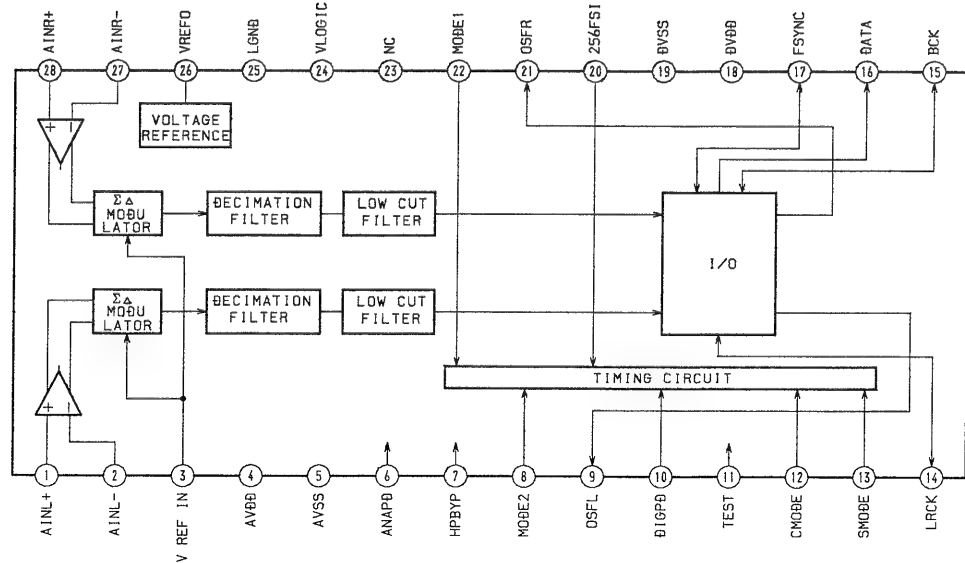 AINR+ AINR- VREFO LGND VLOGIC NC MODE1 OSFR 256FSI DVSS DVDD FSYNC DATA BCK
28 27 26 25 24 23 22 21 20 19 18 17 16 15
VOLTAGE
REFERENCE
+ −
ΣΔ
MODU
LATOR
DECIMATION
FILTER
LOW CUT
FILTER
I/O
ΣΔ
MODU
LATOR
DECIMATION
FILTER
LOW CUT
FILTER
TIMING CIRCUIT
+ −
1 2 3 4 5 6 7 8 9 10 11 12 13 14
AINL+ AINL- V REF IN AVDD AVSS ANAPD HPBYP MODE2 OSFL DIGPD TEST CMODE SMODE LRCK